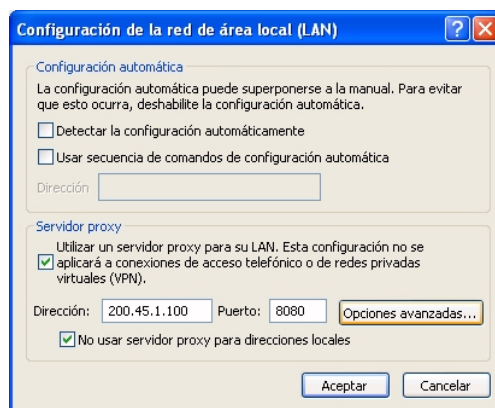 Configuración de la red de área local (LAN)
Configuración automática
La configuración automática puede superponerse a la manual. Para evitar
que esto ocurra, deshabilite la configuración automática.
Detectar la configuración automáticamente
Usar secuencia de comandos de configuración automática
Dirección
Servidor proxy
Utilizar un servidor proxy para su LAN. Esta configuración no se
aplicará a conexiones de acceso telefónico o de redes privadas
virtuales (VPN).
Dirección: 200.45.1.100 Puerto: 8080 Opciones avanzadas...
No usar servidor proxy para direcciones locales
Aceptar Cancelar